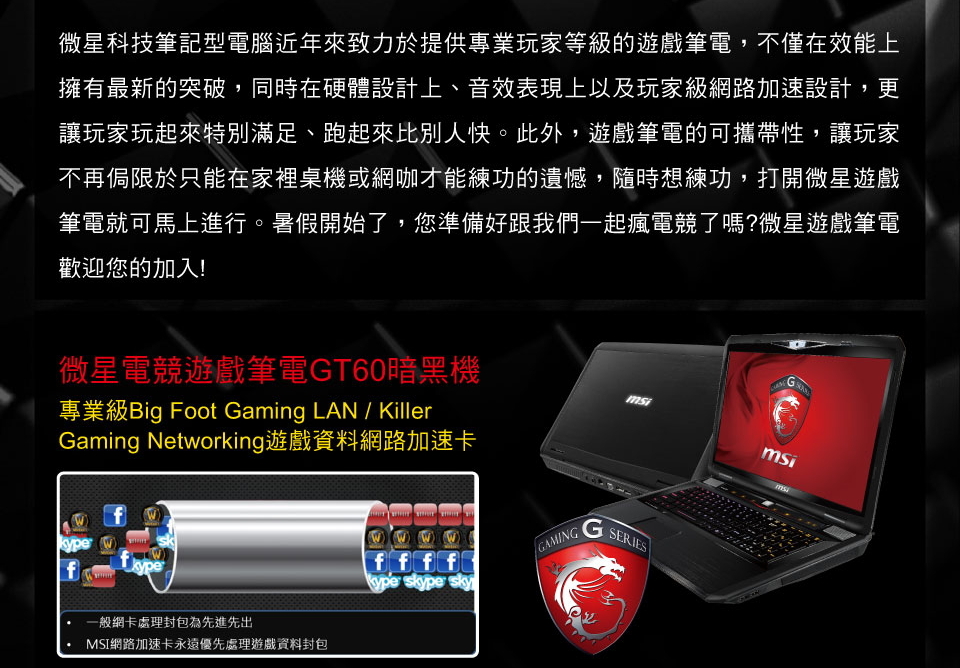 微星科技筆記型電腦近年來致力於提供專業玩家等級的遊戲筆電，不僅在效能上
擁有最新的突破，同時在硬體設計上、音效表現上以及玩家級網路加速設計，更
讓玩家玩起來特別滿足、跑起來比別人快。此外，遊戲筆電的可攜帶性，讓玩家
不再侷限於只能在家裡桌機或網咖才能練功的遺憾，隨時想練功，打開微星遊戲
筆電就可馬上進行。暑假開始了，您準備好跟我們一起瘋電競了嗎?微星遊戲筆電
歡迎您的加入!
微星電競遊戲筆電GT60暗黑機
專業級Big Foot Gaming LAN / Killer
Gaming Networking遊戲資料網路加速卡
msi
GAMING G SERIES
msi
msi
GAMING G SERIES
skype
skype skype sky
• 一般網卡處理封包為先進先出
• MSI網路加速卡永遠優先處理遊戲資料封包